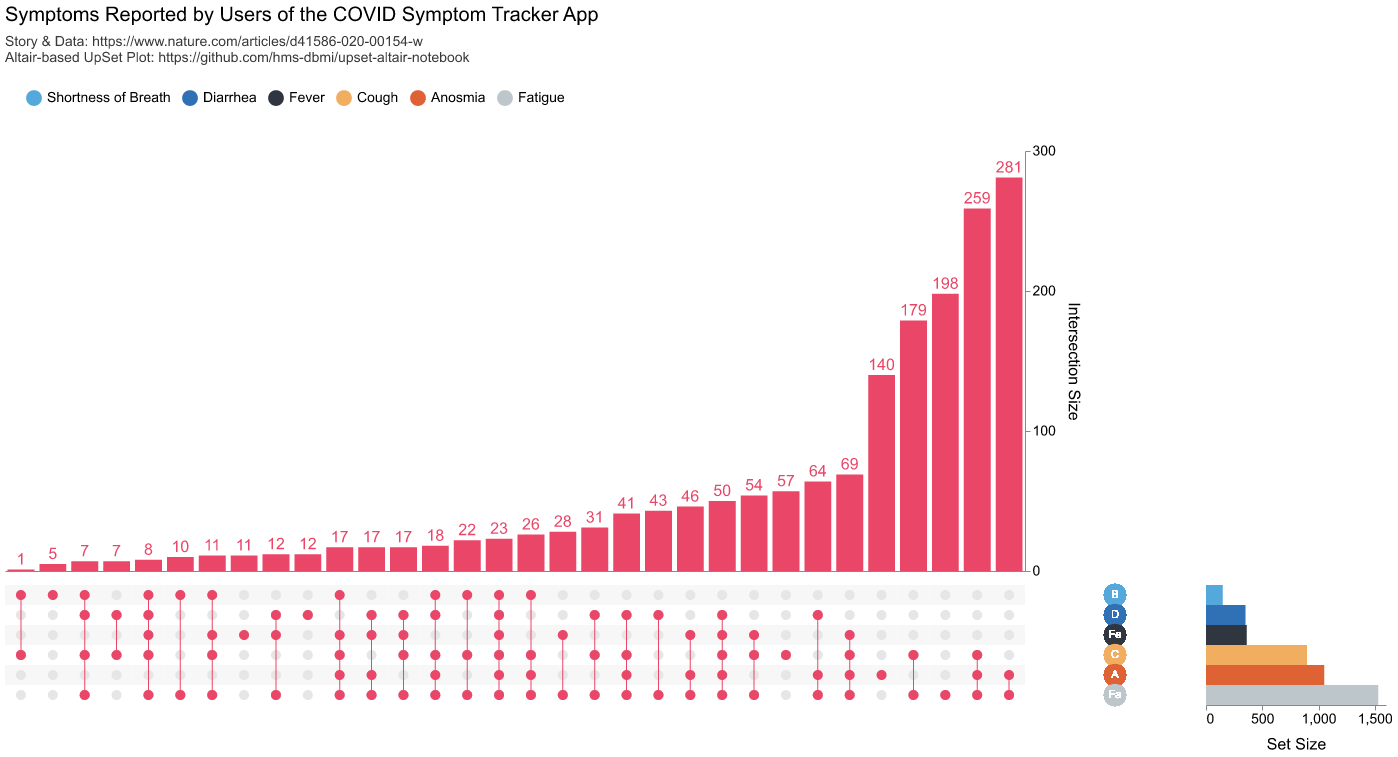 Symptoms Reported by Users of the COVID Symptom Tracker App
Story & Data: https://www.nature.com/articles/d41586-020-00154-w
Altair-based UpSet Plot: https://github.com/hms-dbmi/upset-altair-notebook
Shortness of Breath Diarrhea Fever Cough Anosmia Fatigue
1 5 7 7 8 10 11 11 12 12 17 17 17 18 22 23 26 28 31 41 43 46 50 54 57 64 69 140 179 198 259 281
300
200
100
0
Intersection Size
B
D
Fe
C
A
Fa
0 500 1,000 1,500
Set Size